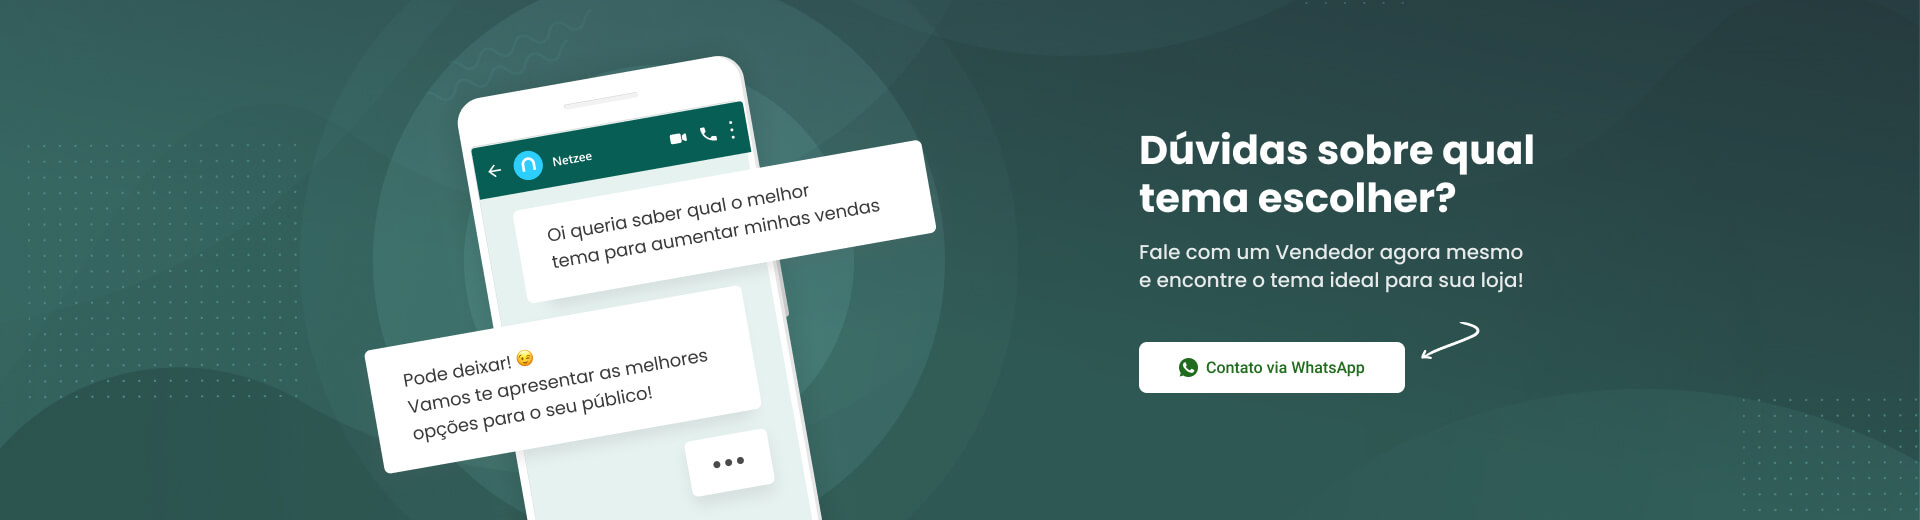 Netzee
Oi queria saber qual o melhor
tema para aumentar minhas vendas
Pode deixar! 😉
Vamos te apresentar as melhores
opções para o seu público!
Dúvidas sobre qual
tema escolher?
Fale com um Vendedor agora mesmo
e encontre o tema ideal para sua loja!
Contato via WhatsApp